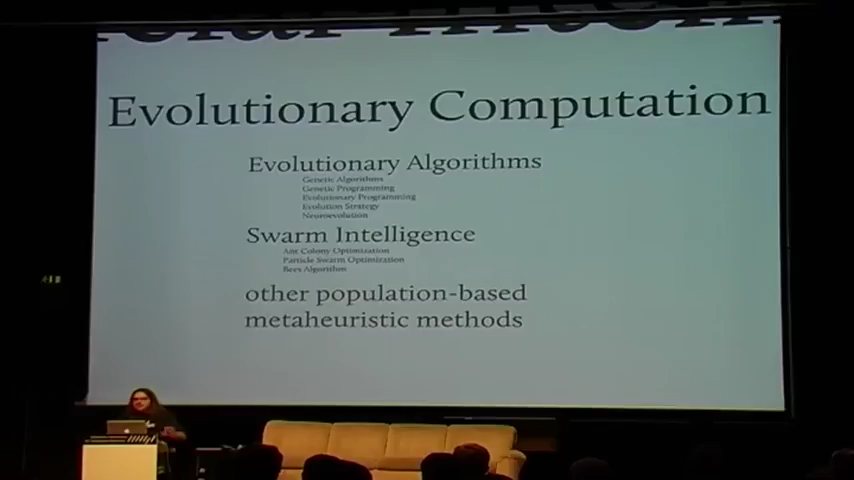 Evolutionary Computation
Evolutionary Algorithms
Genetic Algorithms
Genetic Programming
Evolutionary Programming
Evolution Strategy
Neuroevolution
Swarm Intelligence
Ant Colony Optimization
Particle Swarm Optimization
Bees Algorithm
other population-based
metaheuristic methods